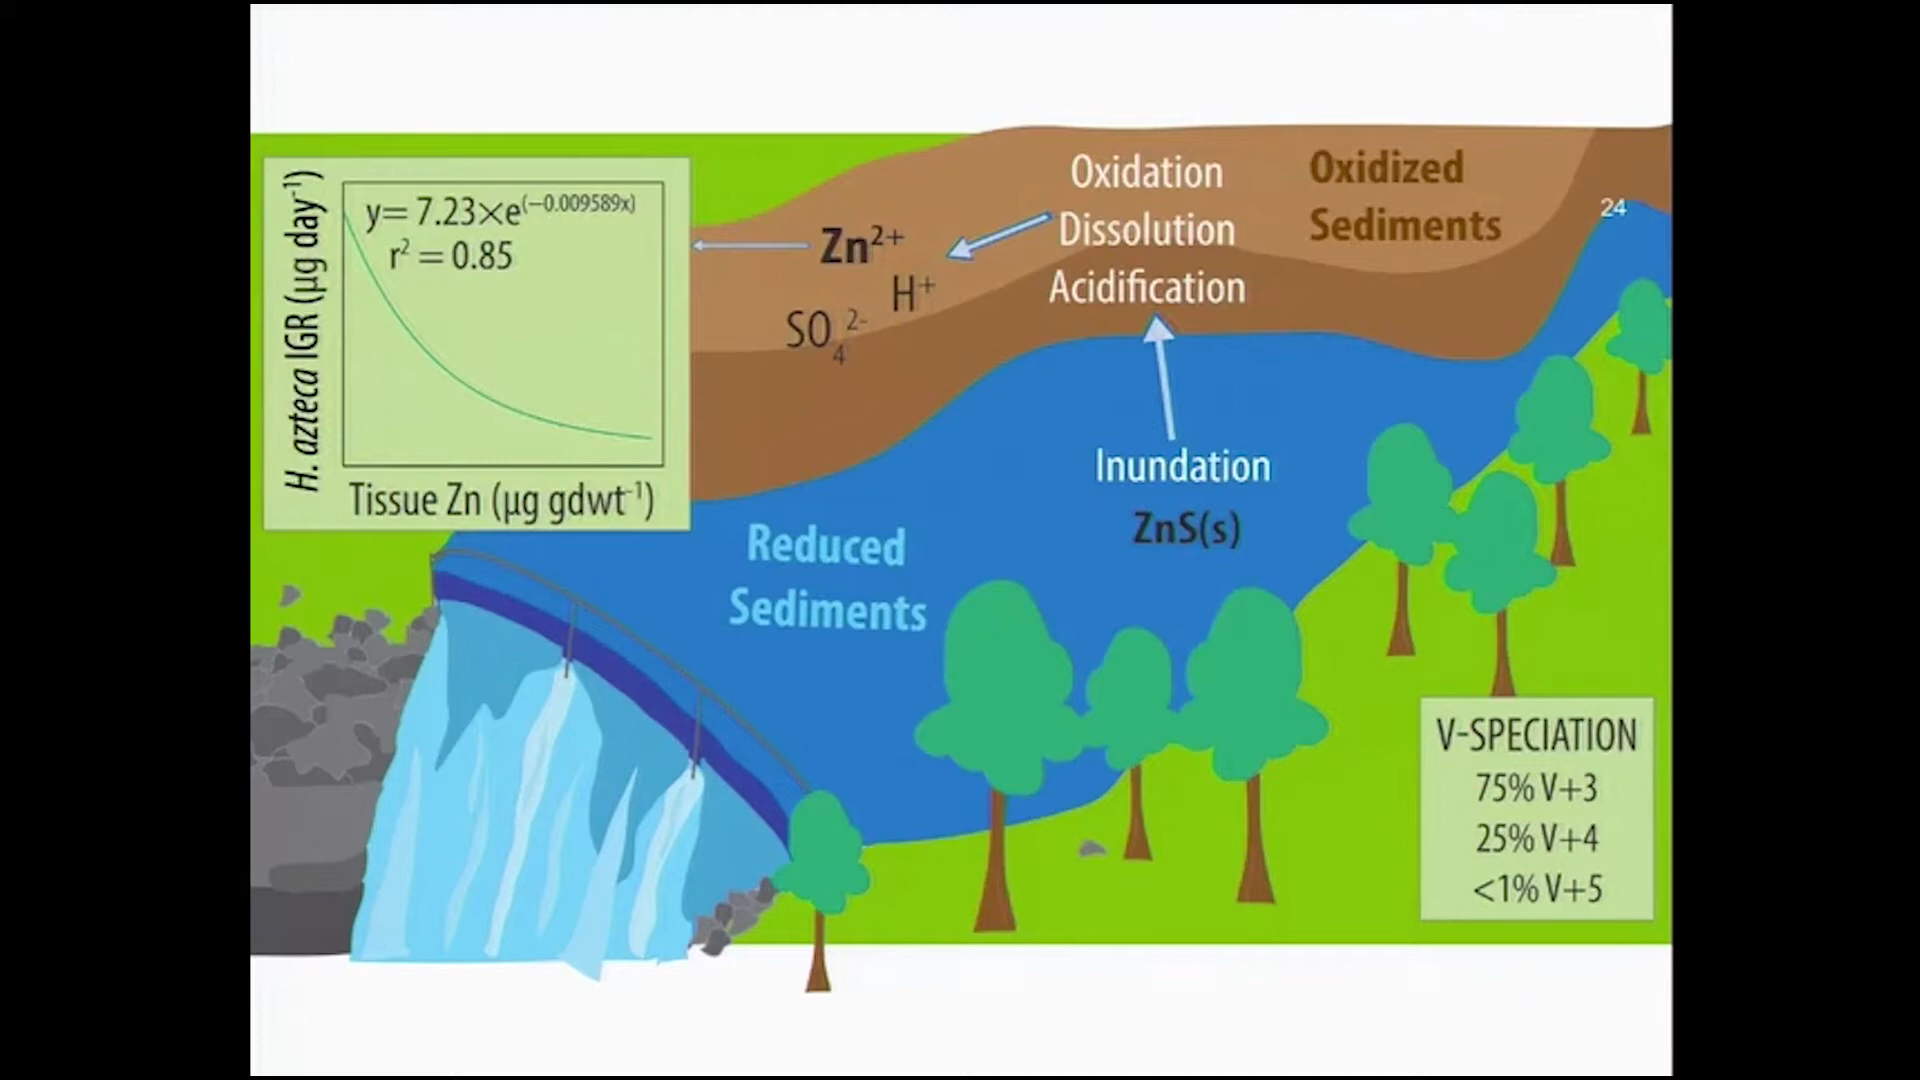 H. azteca IGR (µg day⁻¹)
y= 7.23×e^(−0.009589x)
r² = 0.85
Tissue Zn (µg gdwt⁻¹)
Zn²⁺
H⁺
SO₄²⁻
Oxidation
Dissolution
Acidification
Oxidized
Sediments
24
Inundation
ZnS(s)
Reduced
Sediments
V-SPECIATION
75% V+3
25% V+4
<1% V+5